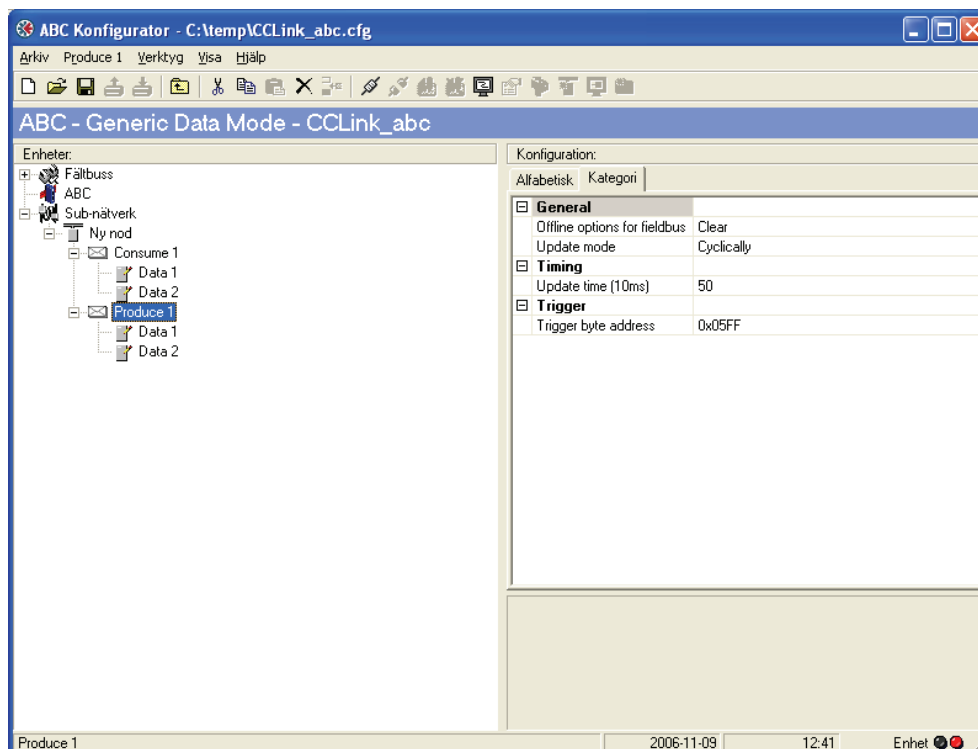 ABC Konfigurator - C:\temp\CCLink_abc.cfg
Arkiv Produce 1 Verktyg Visa Hjälp
ABC - Generic Data Mode - CCLink_abc
Enheter:
Fältbuss
ABC
Sub-nätverk
Ny nod
Consume 1
Data 1
Data 2
Produce 1
Data 1
Data 2
Konfiguration:
Alfabetisk Kategori
General
Offline options for fieldbus Clear
Update mode Cyclically
Timing
Update time (10ms) 50
Trigger
Trigger byte address 0x05FF
Produce 1 2006-11-09 12:41 Enhet